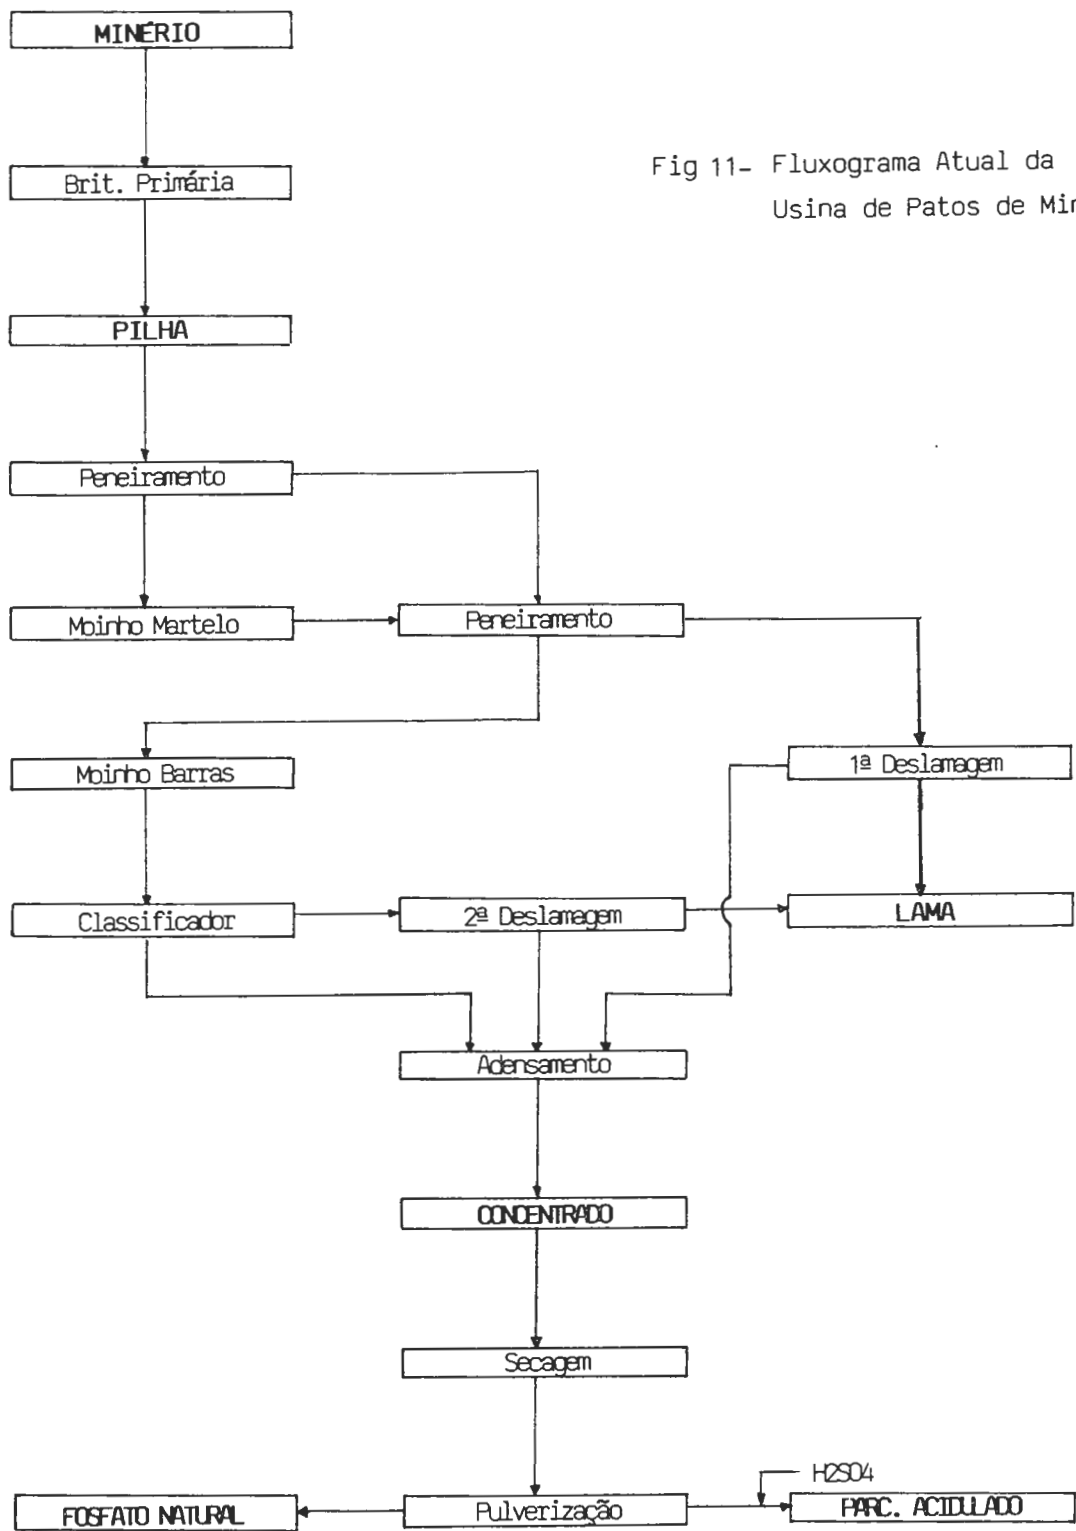 MINÉRIO
Brit. Primária
Fig 11- Fluxograma Atual da
Usina de Patos de
PILHA
Peneiramento
Moinho Martelo
Peneiramento
Moinho Barras
1ª Deslamagem
Classificador
2ª Deslamagem
LAMA
Adensamento
CONCENTRADO
Secagem
H2SO4
FOSFATO NATURAL
Pulverização
PARC. ACIDULADO